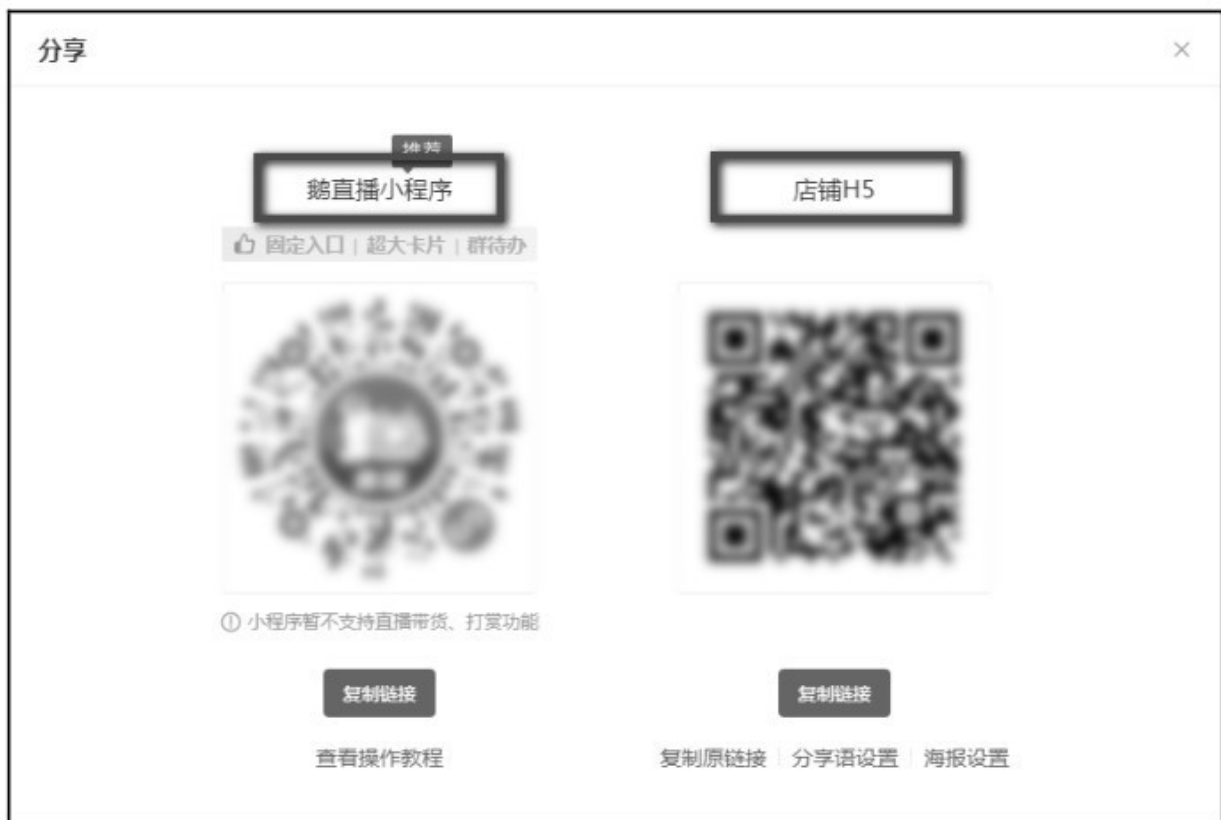 分享
推荐
鹅直播小程序
店铺H5
固定入口 | 超大卡片 | 群待办
小程序暂不支持直播带货、打赏功能
复制链接
复制链接
查看操作教程
复制原链接 | 分享语设置 | 海报设置